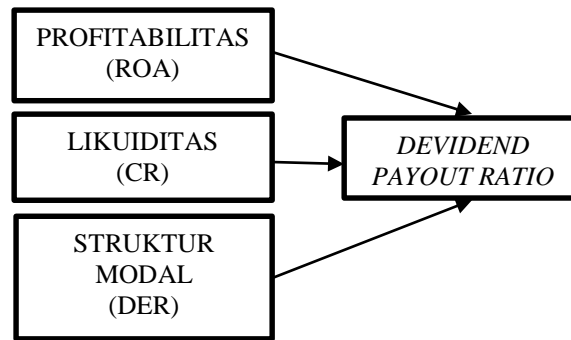 PROFITABILITAS
(ROA)
LIKUIDITAS
(CR)
DEVIDEND
PAYOUT RATIO
STRUKTUR
MODAL
(DER)